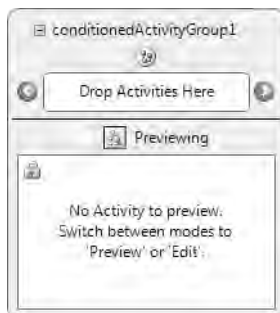 conditionedActivityGroup1
Drop Activities Here
Previewing
No Activity to preview.
Switch between modes to
'Preview' or 'Edit'.